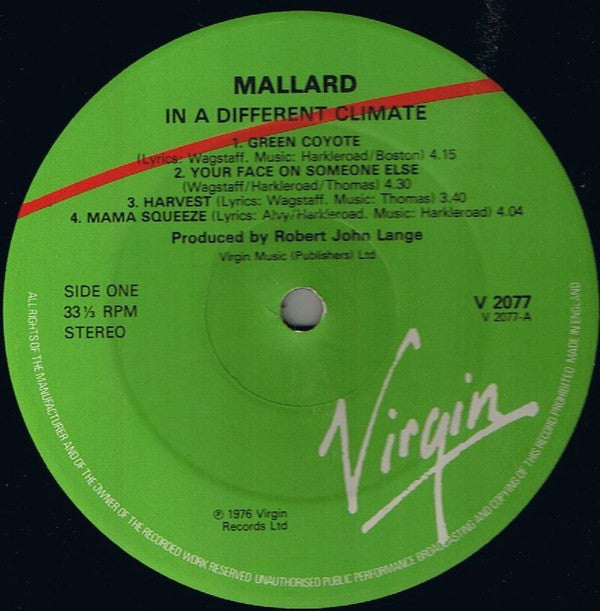 MALLARD
IN A DIFFERENT CLIMATE
1. GREEN COYOTE
(Lyrics: Wagstaff. Music: Harkleroad/Boston) 4.15
2. YOUR FACE ON SOMEONE ELSE
(Wagstaff/Harkleroad/Thomas) 4.30
3. HARVEST (Lyrics: Wagstaff. Music: Thomas) 3.40
4. MAMA SQUEEZE (Lyrics: Alvy/Harkleroad. Music: Harkleroad) 4.04
Produced by Robert John Lange
Virgin Music (Publishers) Ltd
SIDE ONE
33⅓ RPM
STEREO
V 2077
V 2077-A
Virgin
℗ 1976 Virgin
Records Ltd
ALL RIGHTS OF THE MANUFACTURER AND OF THE OWNER OF THE RECORDED WORK RESERVED UNAUTHORISED PUBLIC PERFORMANCE BROADCASTING AND COPYING OF THIS RECORD PROHIBITED MADE IN ENGLAND